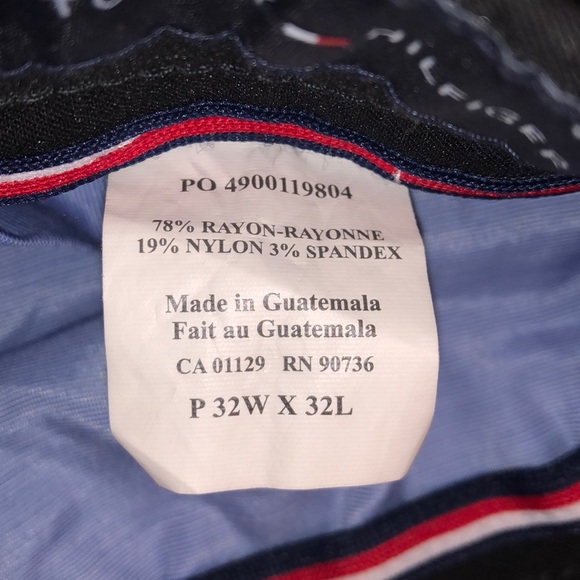 HILFIGER
PO 4900119804
78% RAYON-RAYONNE
19% NYLON 3% SPANDEX
Made in Guatemala
Fait au Guatemala
CA 01129 RN 90736
P 32W X 32L